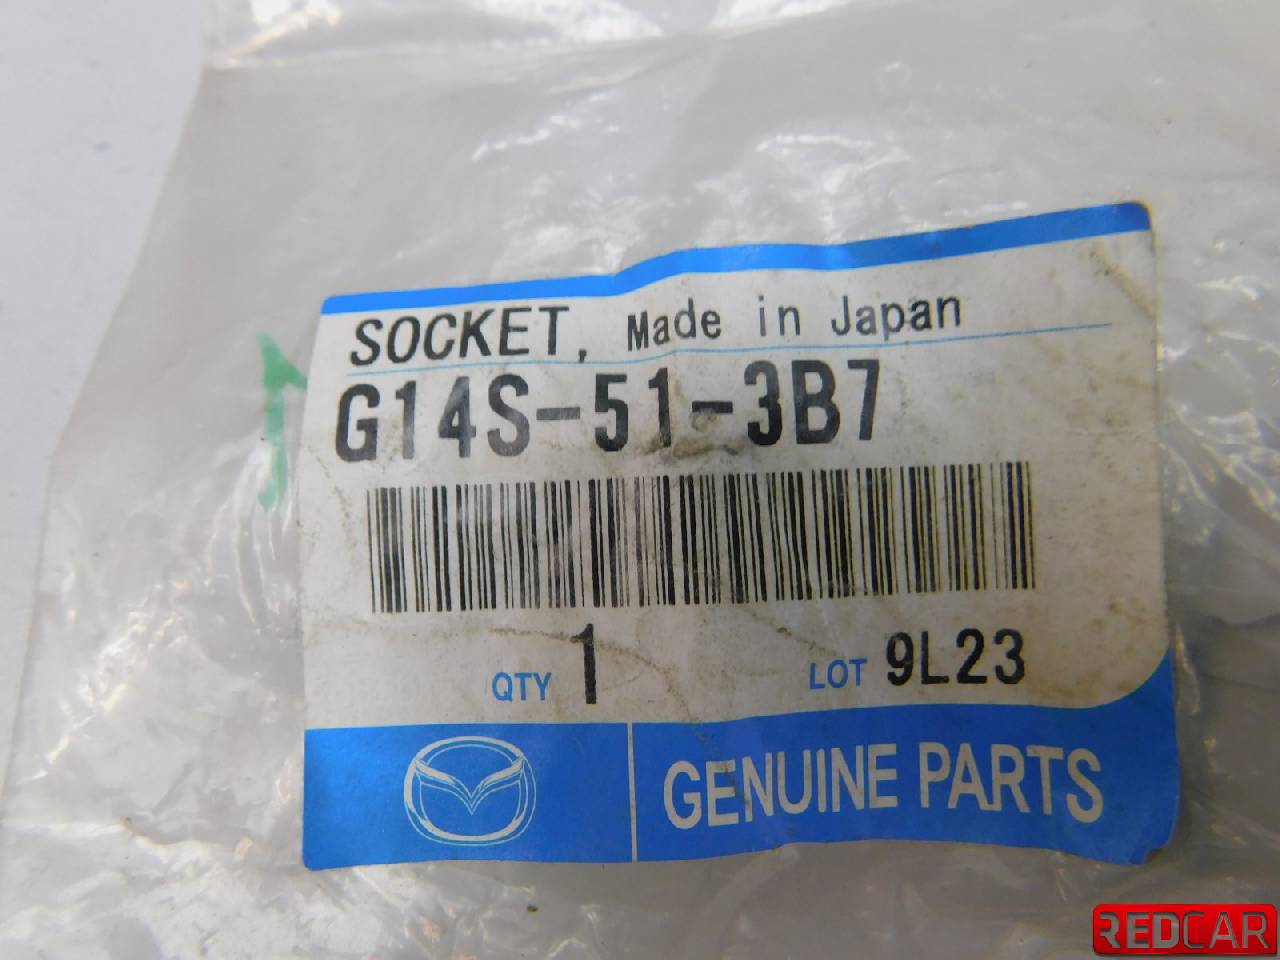 SOCKET, Made in Japan
G14S-51-3B7
QTY 1 LOT 9L23
GENUINE PARTS
REDCAR